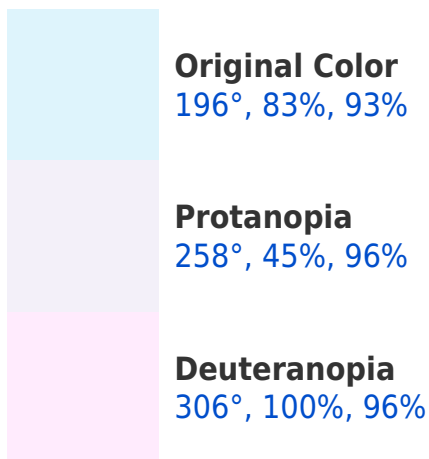 Original Color
196°, 83%, 93%
Protanopia
258°, 45%, 96%
Deuteranopia
306°, 100%, 96%